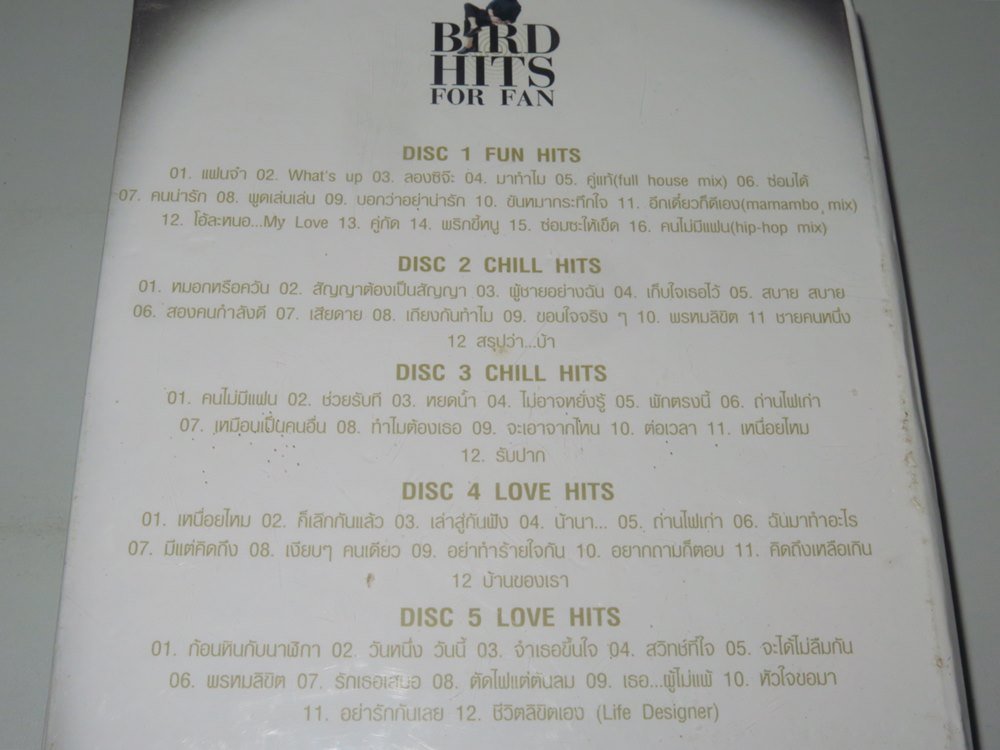 BIRD
HITS
FOR FAN
DISC 1 FUN HITS
01. แฟนจ๋า 02. What's up 03. ลองซิจ๊ะ 04. มาทำไม 05. คู่แท้(full house mix) 06. ซ่อมได้
07. คนน่ารัก 08. พูดเล่นเล่น 09. บอกว่าอย่าน่ารัก 10. ขันหมากระทึกใจ 11. อีกเดี๋ยวก็ดีเอง(mamambo mix)
12. โอ้ละหนอ...My Love 13. คู่กัด 14. พริกขี้หนู 15. ซ่อมซะให้เข็ด 16. คนไม่มีแฟน(hip-hop mix)
DISC 2 CHILL HITS
01. หมอกหรือควัน 02. สัญญาต้องเป็นสัญญา 03. ผู้ชายอย่างฉัน 04. เก็บใจเธอไว้ 05. สบาย สบาย
06. สองคนกำลังดี 07. เสียดาย 08. เถียงกันทำไม 09. ขอบใจจริง ๆ 10. พรหมลิขิต 11 ชายคนหนึ่ง
12 สรุปว่า...บ้า
DISC 3 CHILL HITS
01. คนไม่มีแฟน 02. ช่วยรับที 03. หยดน้ำ 04. ไม่อาจหยั่งรู้ 05. พักตรงนี้ 06. ถ่านไฟเก่า
07. เหมือนเป็นคนอื่น 08. ทำไมต้องเธอ 09. จะเอาจากไหน 10. ต่อเวลา 11. เหนื่อยไหม
12. รับปาก
DISC 4 LOVE HITS
01. เหนื่อยไหม 02. ก็เลิกกันแล้ว 03. เล่าสู่กันฟัง 04. น้านา... 05. ถ่านไฟเก่า 06. ฉันมาทำอะไร
07. มีแต่คิดถึง 08. เงียบๆ คนเดียว 09. อย่าทำร้ายใจกัน 10. อยากถามก็ตอบ 11. คิดถึงเหลือเกิน
12 บ้านของเรา
DISC 5 LOVE HITS
01. ก้อนหินกับนาฬิกา 02. วันหนึ่ง วันนี้ 03. จำเธอขึ้นใจ 04. สวิทช์ที่ใจ 05. จะได้ไม่ลืมกัน
06. พรหมลิขิต 07. รักเธอเสมอ 08. ตัดไฟแต่ต้นลม 09. เธอ...ผู้ไม่แพ้ 10. หัวใจขอมา
11. อย่ารักกันเลย 12. ชีวิตลิขิตเอง (Life Designer)